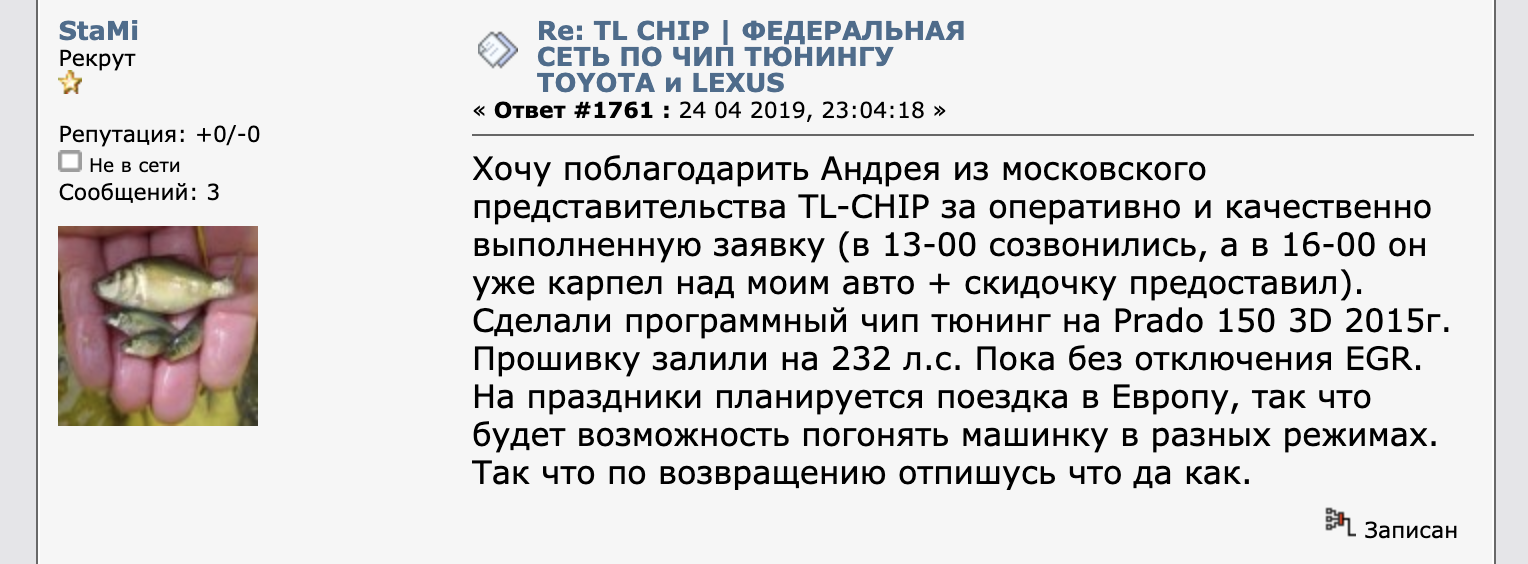 StaMi
Рекрут
Репутация: +0/-0
Не в сети
Сообщений: 3
Re: TL CHIP | ФЕДЕРАЛЬНАЯ
СЕТЬ ПО ЧИП ТЮНИНГУ
TOYOTA и LEXUS
« Ответ #1761 : 24 04 2019, 23:04:18 »
Хочу поблагодарить Андрея из московского
представительства TL-CHIP за оперативно и качественно
выполненную заявку (в 13-00 созвонились, а в 16-00 он
уже карпел над моим авто + скидочку предоставил).
Сделали программный чип тюнинг на Prado 150 3D 2015г.
Прошивку залили на 232 л.с. Пока без отключения EGR.
На праздники планируется поездка в Европу, так что
будет возможность погонять машинку в разных режимах.
Так что по возвращению отпишусь что да как.
Записан